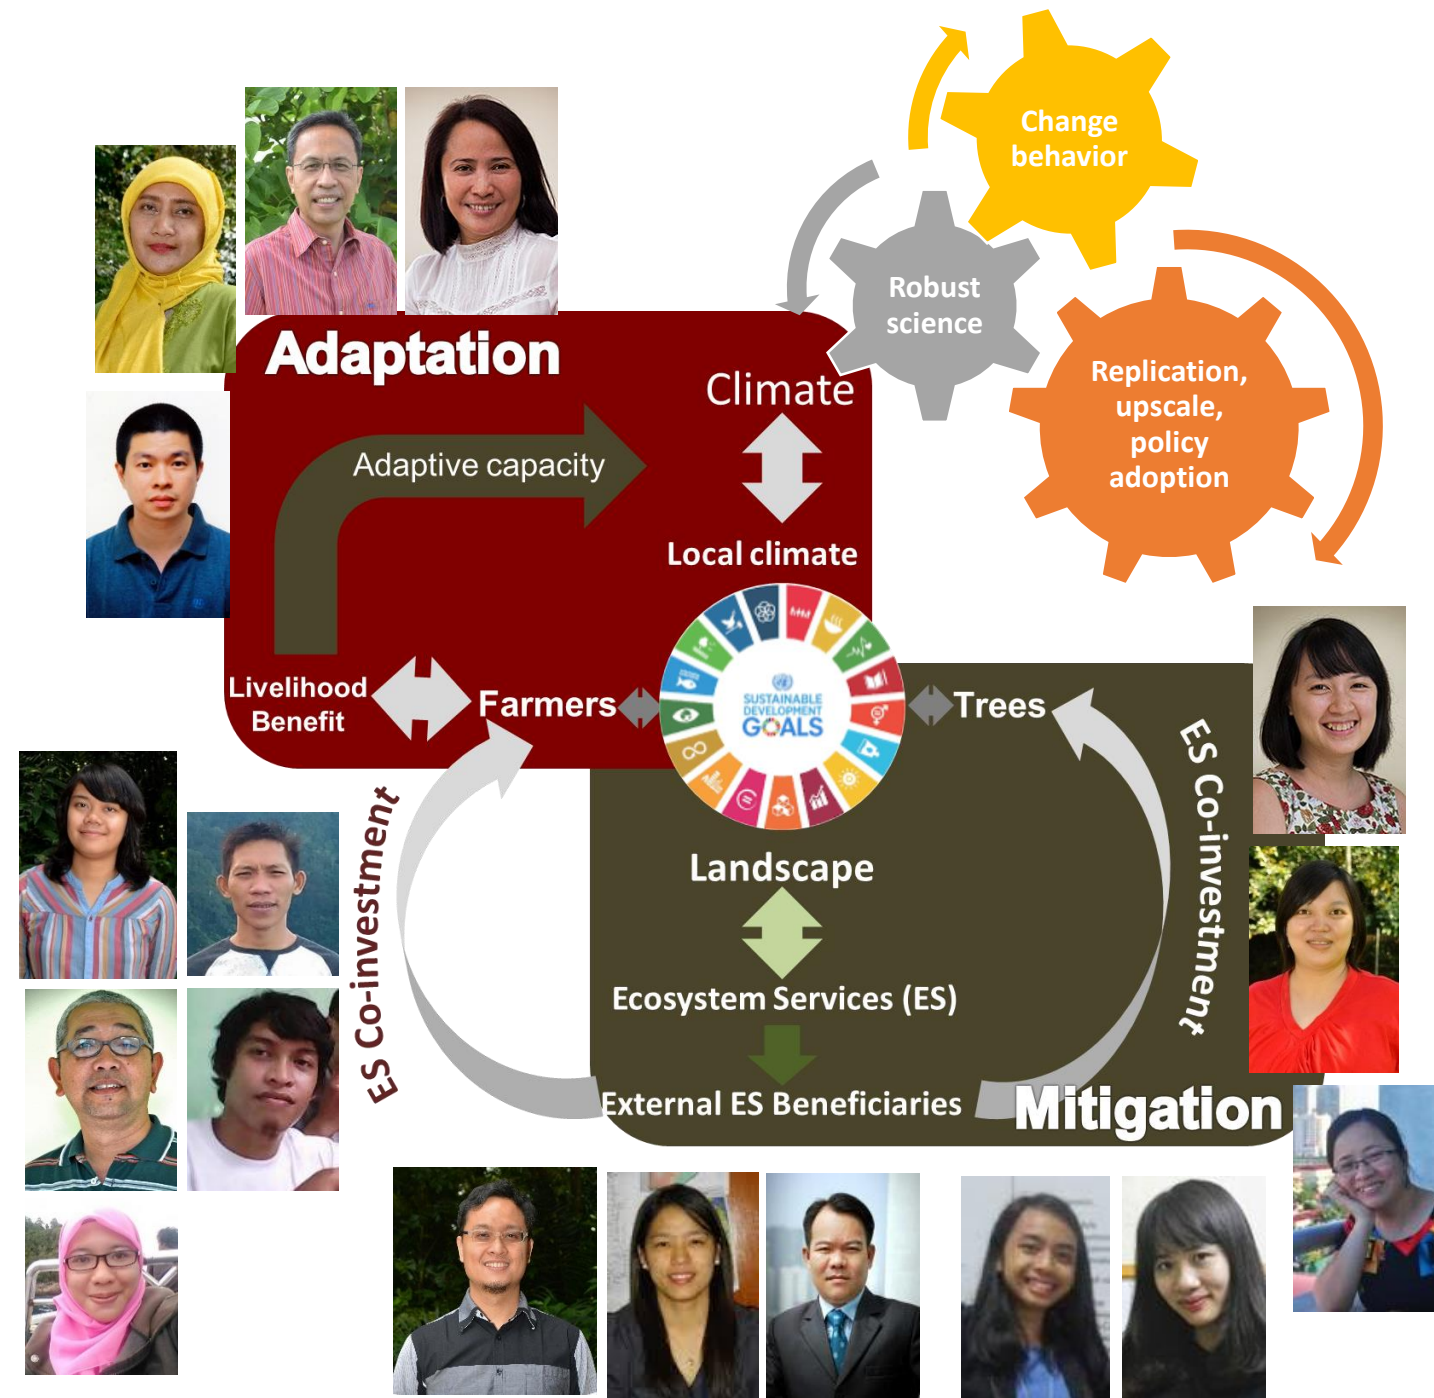 Change
behavior
Robust
science
Replication,
upscale,
policy
adoption
Adaptation
Climate
Adaptive capacity
Local climate
Livelihood
Benefit
Farmers
SUSTAINABLE
DEVELOPMENT
GOALS
Trees
ES Co-investment
ES Co-investment
Landscape
Ecosystem Services (ES)
External ES Beneficiaries
Mitigation